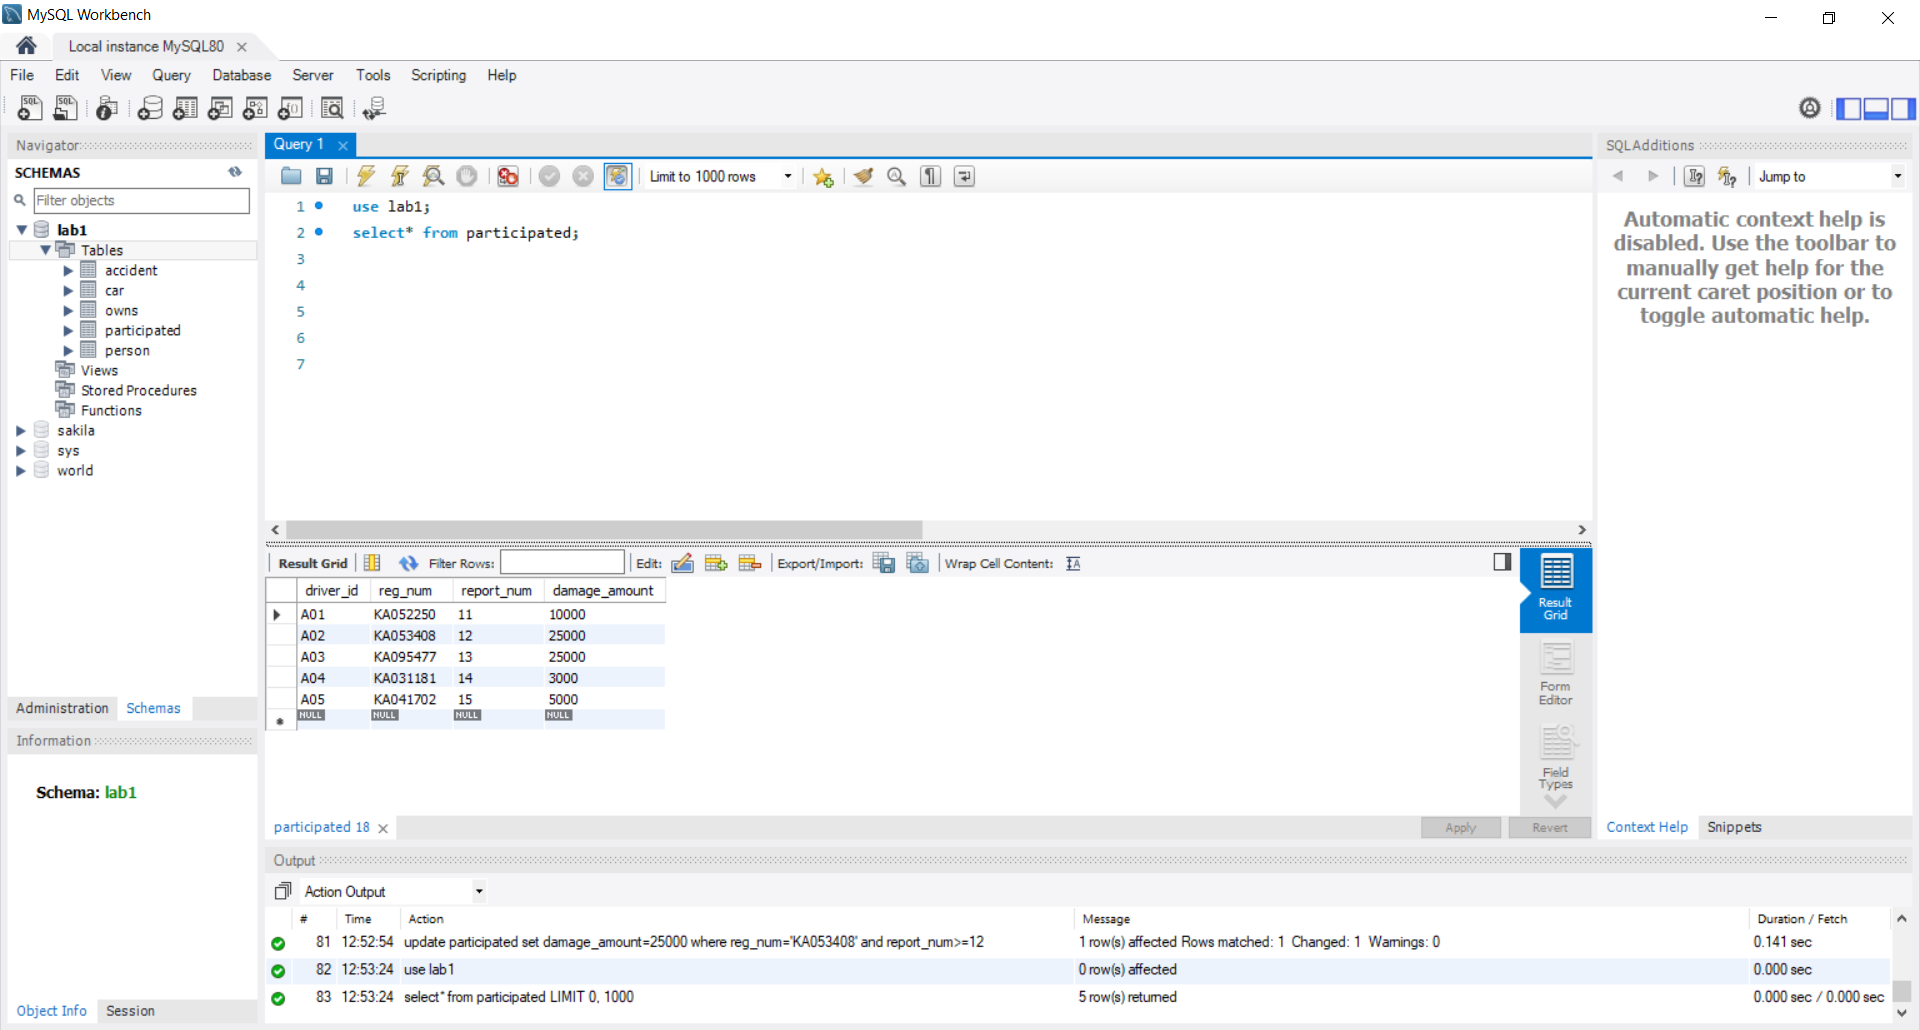 MySQL Workbench
Local instance MySQL80
File Edit View Query Database Server Tools Scripting Help
Navigator
SCHEMAS
Filter objects
lab1
Tables
accident
car
owns
participated
person
Views
Stored Procedures
Functions
sakila
sys
world
Administration Schemas
Information
Schema: lab1
Object Info Session
Query 1
Limit to 1000 rows
1 use lab1;
2 select* from participated;
3
4
5
6
7
Result Grid Filter Rows: Edit: Export/Import: Wrap Cell Content:
driver_id reg_num report_num damage_amount
A01 KA052250 11 10000
A02 KA053408 12 25000
A03 KA095477 13 25000
A04 KA031181 14 3000
A05 KA041702 15 5000
NULL NULL NULL NULL
Result
Grid
Form
Editor
Field
Types
participated 18
Apply Revert
SQLAdditions
Jump to
Automatic context help is
disabled. Use the toolbar to
manually get help for the
current caret position or to
toggle automatic help.
Context Help Snippets
Output
Action Output
# Time Action Message Duration / Fetch
81 12:52:54 update participated set damage_amount=25000 where reg_num='KA053408' and report_num>=12 1 row(s) affected Rows matched: 1 Changed: 1 Warnings: 0 0.141 sec
82 12:53:24 use lab1 0 row(s) affected 0.000 sec
83 12:53:24 select* from participated LIMIT 0, 1000 5 row(s) returned 0.000 sec / 0.000 sec